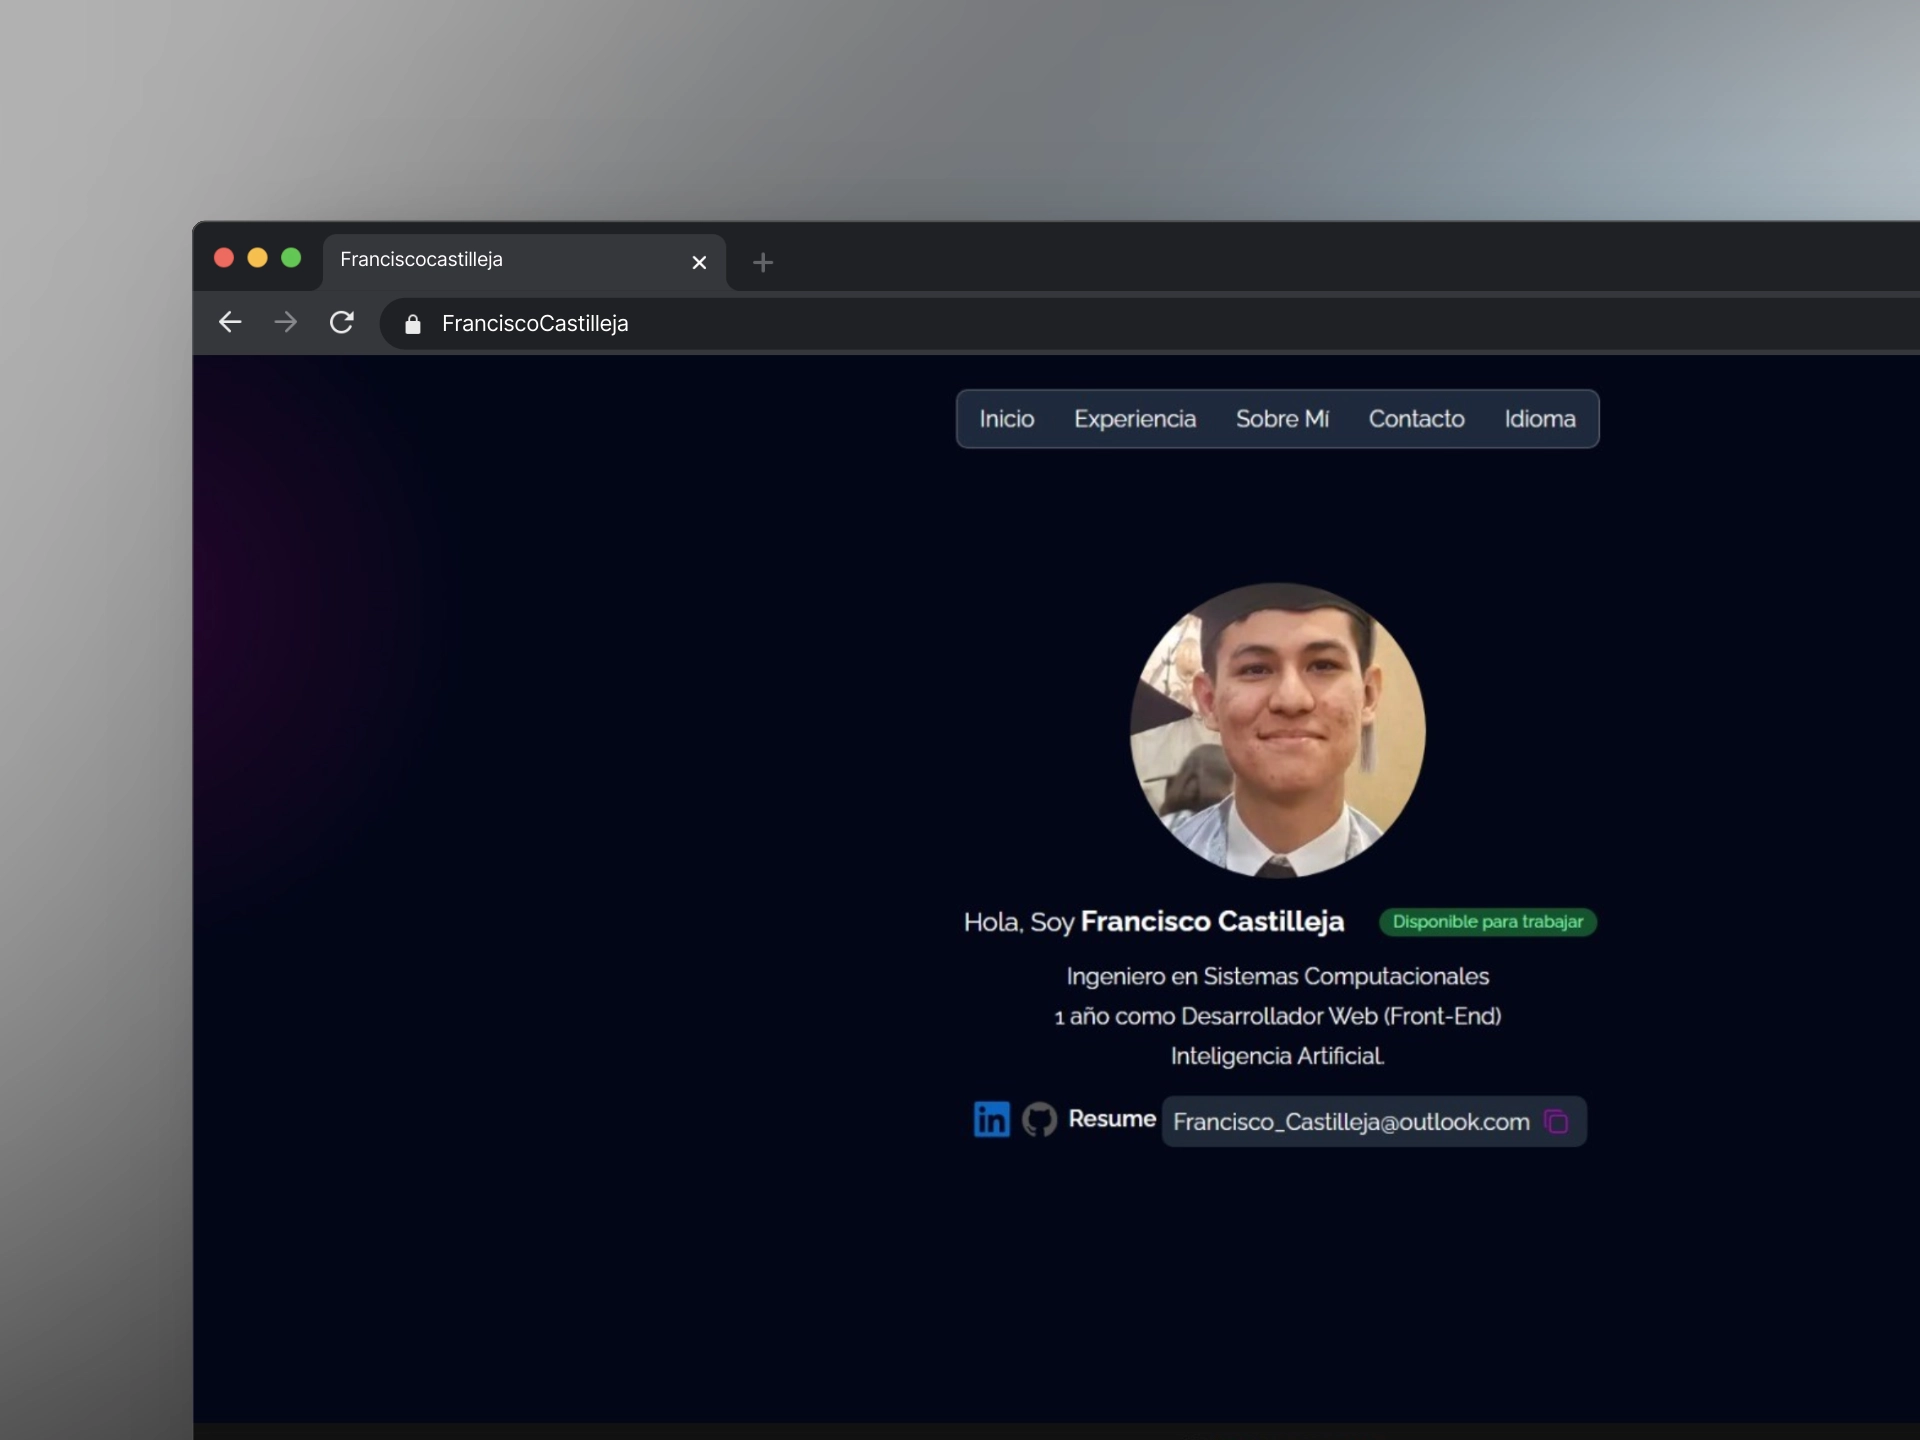 Franciscocastilleja
FranciscoCastilleja
Inicio Experiencia Sobre Mí Contacto Idioma
Hola, Soy Francisco Castilleja Disponible para trabajar
Ingeniero en Sistemas Computacionales
1 año como Desarrollador Web (Front-End)
Inteligencia Artificial.
in Resume Francisco_Castilleja@outlook.com